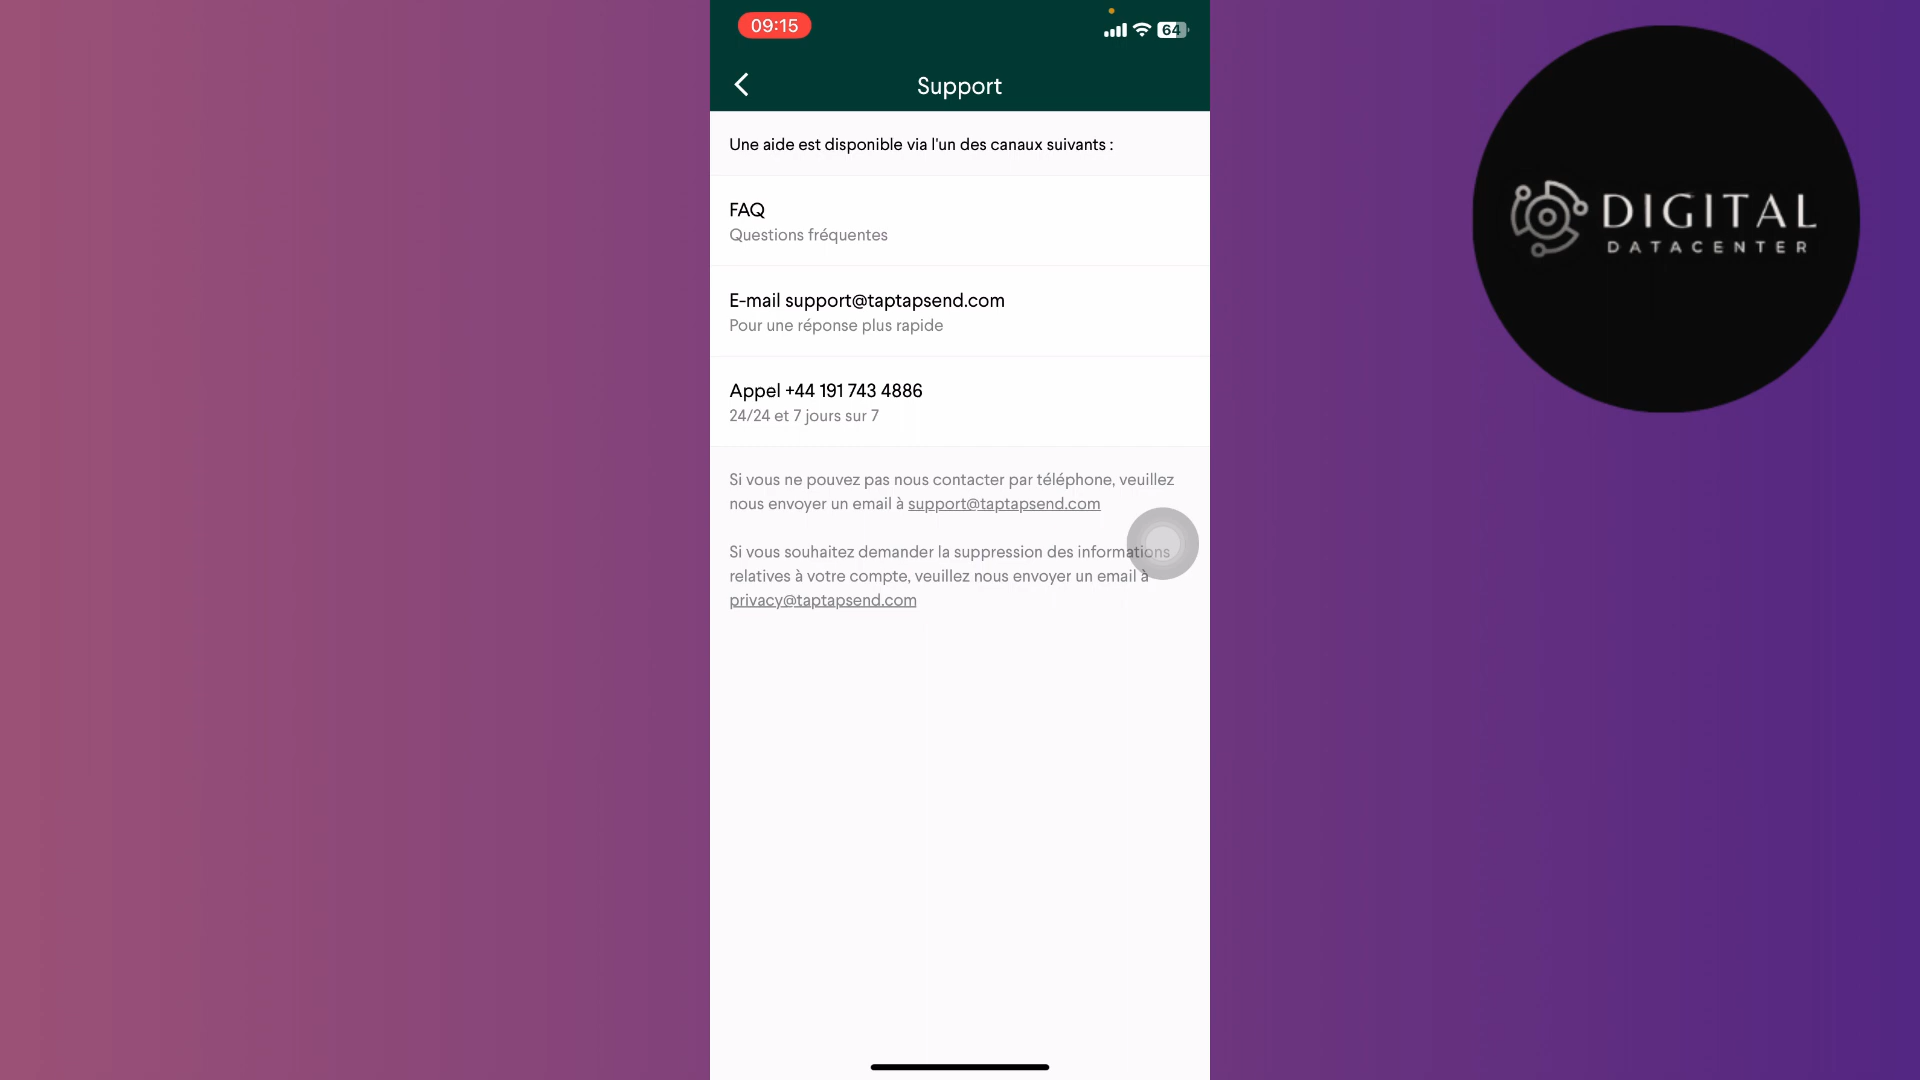 09:15
64
Support
Une aide est disponible via l'un des canaux suivants :
FAQ
Questions fréquentes
E-mail support@taptapsend.com
Pour une réponse plus rapide
Appel +44 191 743 4886
24/24 et 7 jours sur 7
Si vous ne pouvez pas nous contacter par téléphone, veuillez
nous envoyer un email à support@taptapsend.com
Si vous souhaitez demander la suppression des informations
relatives à votre compte, veuillez nous envoyer un email à
privacy@taptapsend.com
DIGITAL
DATACENTER